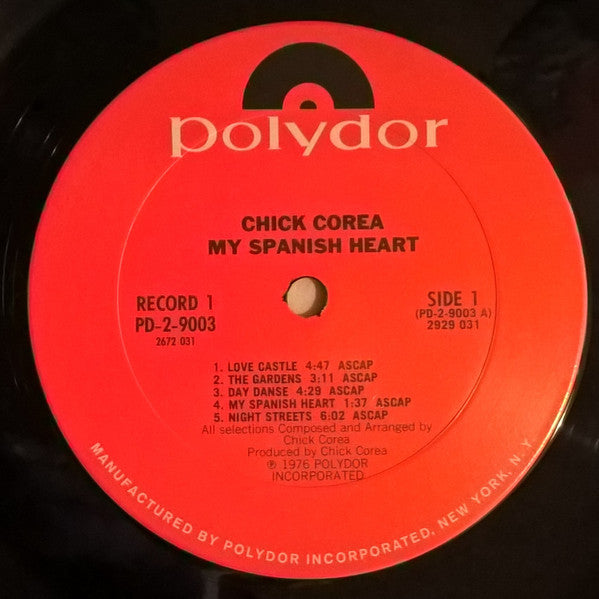 polydor
CHICK COREA
MY SPANISH HEART
RECORD 1
PD-2-9003
2672 031
SIDE 1
(PD-2-9003 A)
2929 031
1. LOVE CASTLE 4:47 ASCAP
2. THE GARDENS 3:11 ASCAP
3. DAY DANSE 4:29 ASCAP
4. MY SPANISH HEART 1:37 ASCAP
5. NIGHT STREETS 6:02 ASCAP
All selections Composed and Arranged by
Chick Corea
Produced by Chick Corea
℗ 1976 POLYDOR
INCORPORATED
MANUFACTURED BY POLYDOR INCORPORATED, NEW YORK, N.Y.